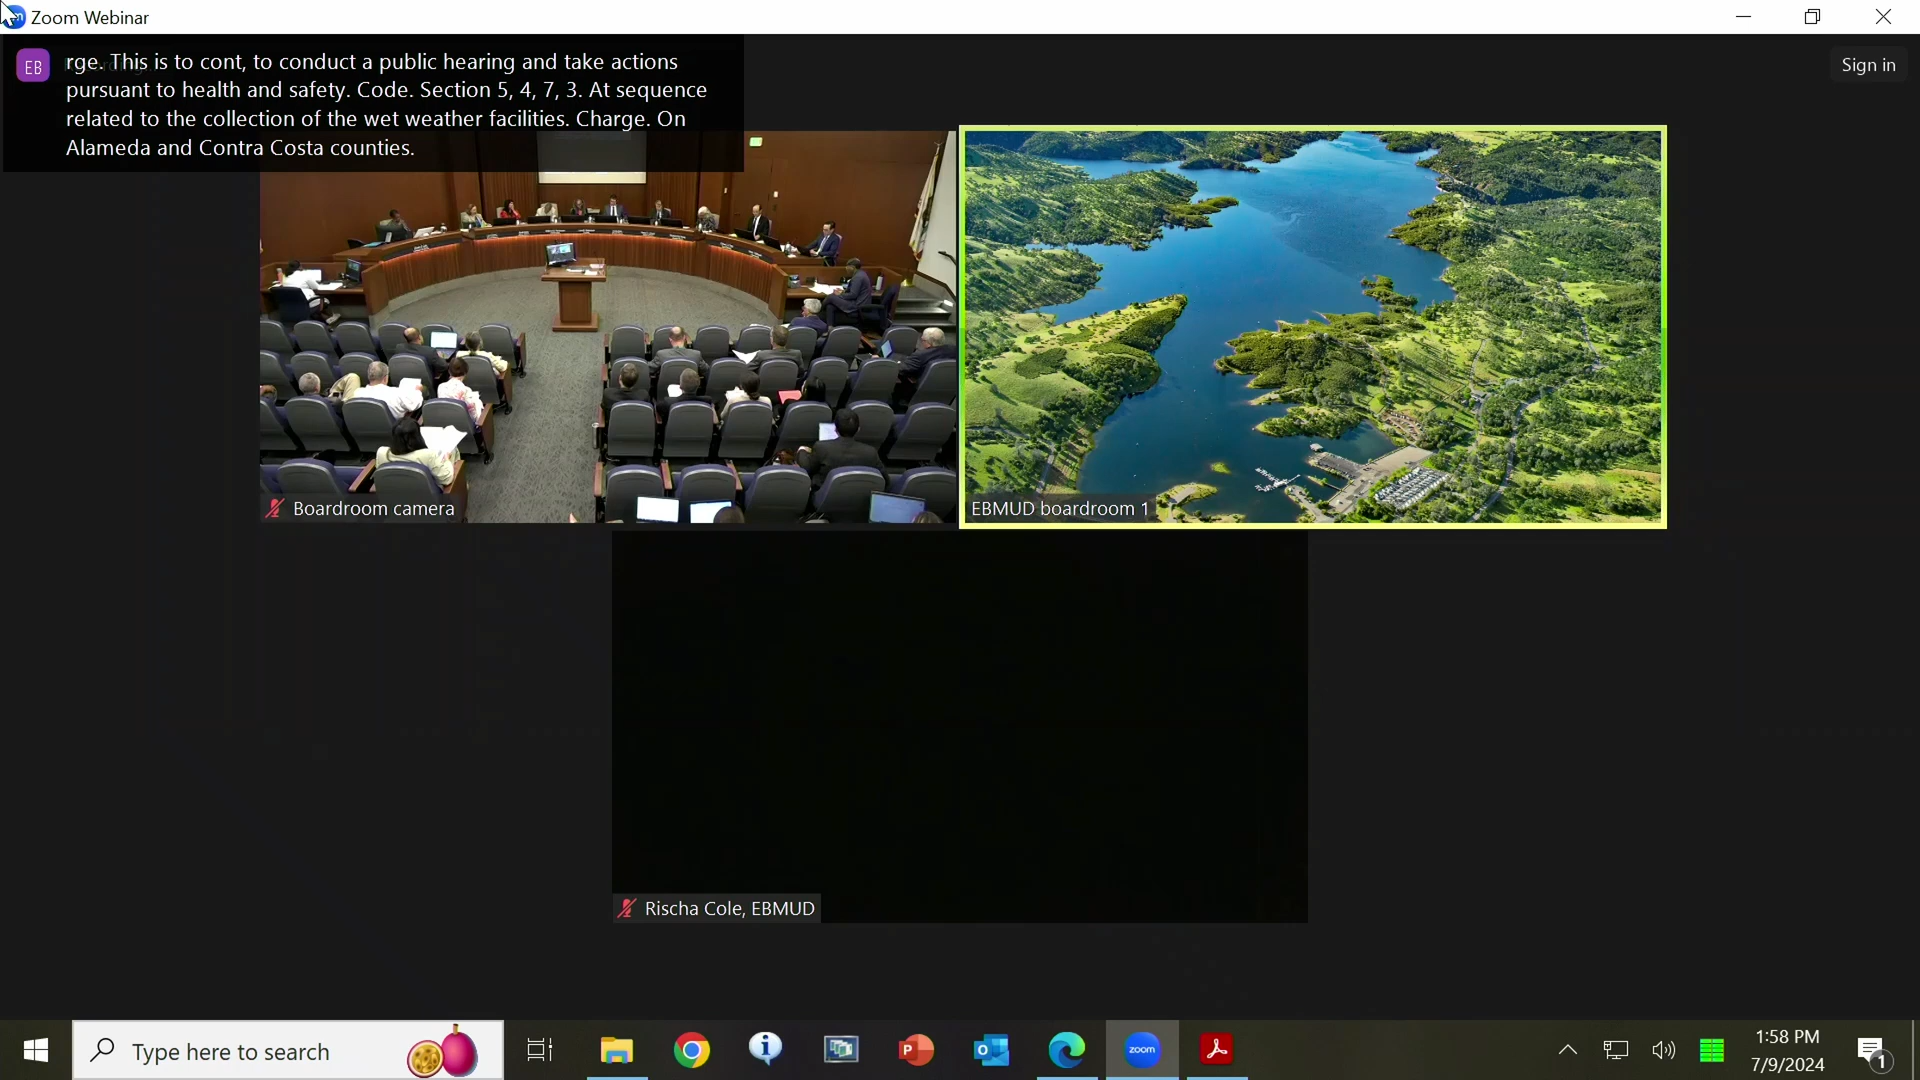 Zoom Webinar
EB
rge. This is to cont, to conduct a public hearing and take actions
pursuant to health and safety. Code. Section 5, 4, 7, 3. At sequence
related to the collection of the wet weather facilities. Charge. On
Alameda and Contra Costa counties.
Sign in
Boardroom camera
EBMUD boardroom 1
Rischa Cole, EBMUD
Type here to search
zoom
1:58 PM
7/9/2024
1